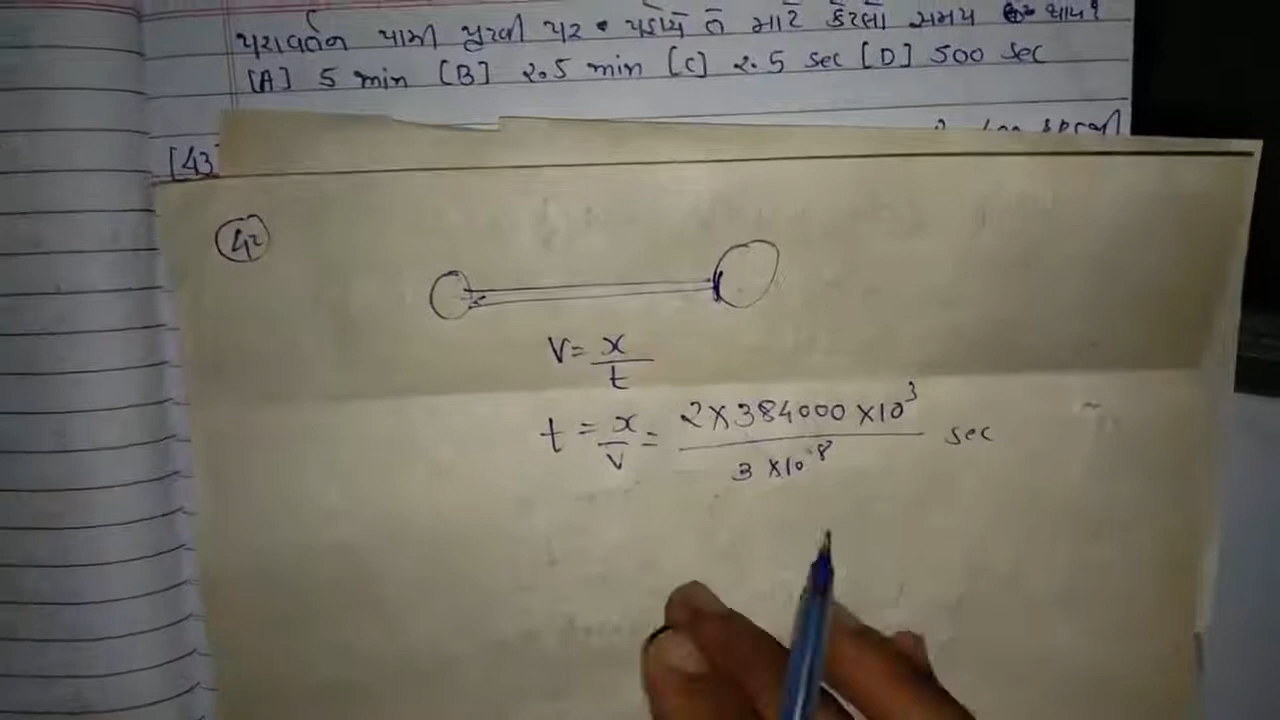 પરાવર્તન પામી પૃથ્વી પર પડોંચે તે માટે કેટલો સમય થાય?
[A] 5 min [B] 2.5 min [C] 2.5 sec [D] 500 sec
[43
42
V = x/t
t = x/v = 2 × 384000 × 10³ / 3 × 10⁸ sec